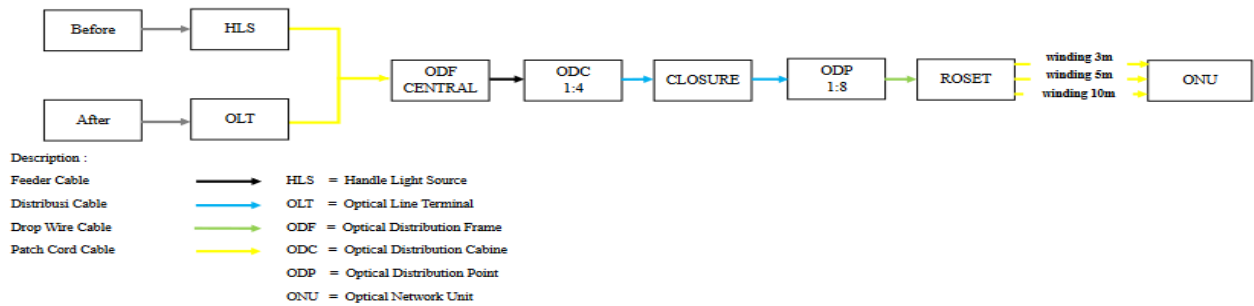 Before
HLS
ODF
CENTRAL
ODC
1:4
CLOSURE
ODP
1:8
ROSET
winding 3m
winding 5m
winding 10m
ONU
After
OLT
Description :
Feeder Cable
HLS = Handle Light Source
Distribusi Cable
OLT = Optical Line Terminal
Drop Wire Cable
ODF = Optical Distribution Frame
Patch Cord Cable
ODC = Optical Distribution Cabine
ODP = Optical Distribution Point
ONU = Optical Network Unit